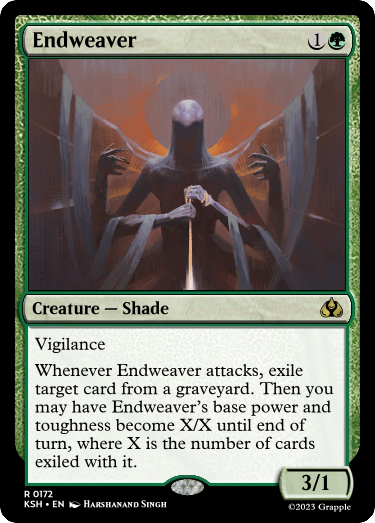 Endweaver 1
Creature — Shade
Vigilance
Whenever Endweaver attacks, exile
target card from a graveyard. Then you
may have Endweaver's base power and
toughness become X/X until end of
turn, where X is the number of cards
exiled with it.
3/1
R 0172
KSH • EN Harshanand Singh
©2023 Grapple